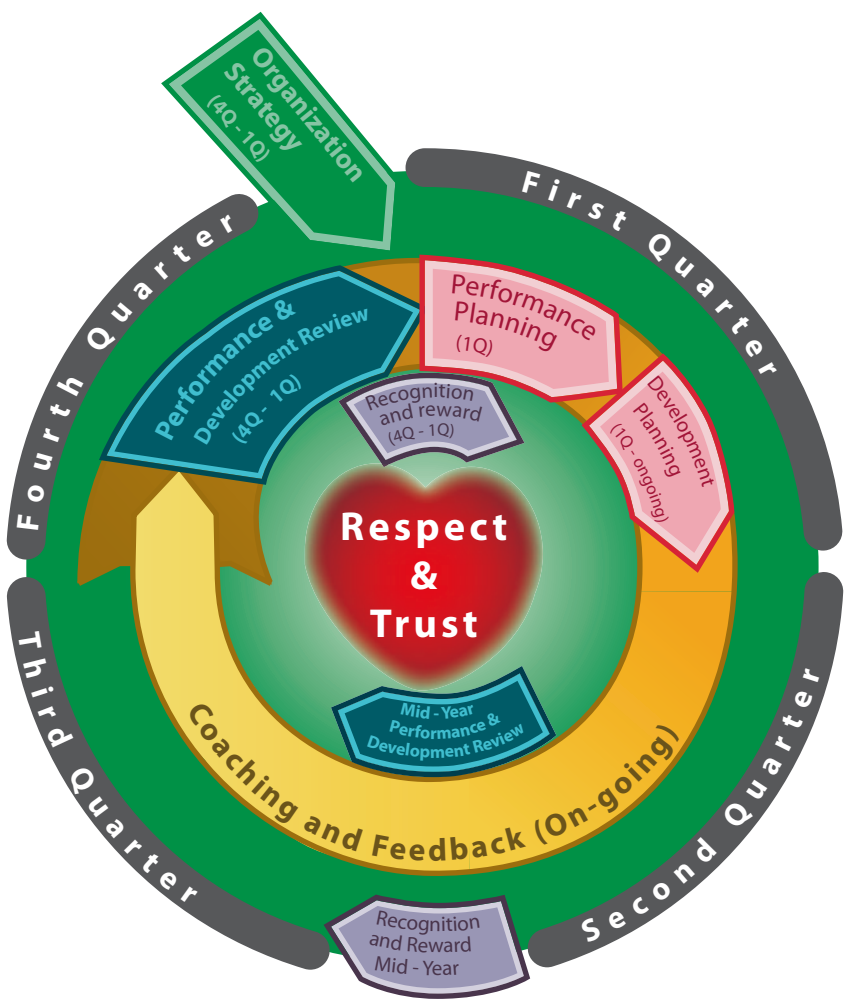 Organization
Strategy
(4Q - 1Q)
First Quarter
Fourth Quarter
Performance &
Development Review
(4Q - 1Q)
Performance
Planning
(1Q)
Development
Planning
(1Q - ongoing)
Recognition
and reward
(4Q - 1Q)
Respect
&
Trust
Mid - Year
Performance &
Development Review
Coaching and Feedback (On-going)
Third Quarter
Second Quarter
Recognition
and Reward
Mid - Year